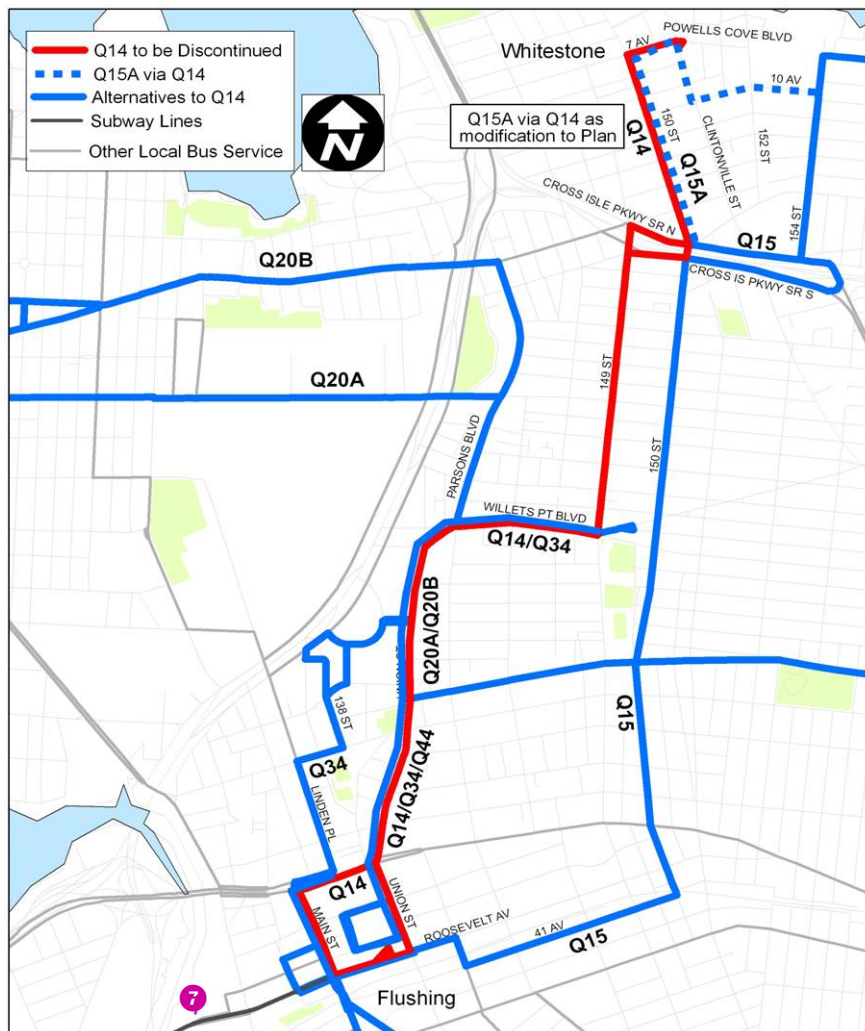 Q14 to be Discontinued
Q15A via Q14
Alternatives to Q14
Subway Lines
Other Local Bus Service
N
Whitestone
7 AV
POWELLS COVE BLVD
10 AV
Q15A via Q14 as
modification to Plan
Q14
150 ST
Q15A
CLINTONVILLE ST
152 ST
154 ST
CROSS ISLE PKWY SR N
Q15
CROSS IS PKWY SR S
Q20B
Q20A
149 ST
150 ST
PARSONS BLVD
WILLETS PT BLVD
Q14/Q34
Q20A/Q20B
UNION ST
138 ST
Q15
Q34
Q14/Q34/Q44
LINDEN PL
Q14
UNION ST
MAIN ST
ROOSEVELT AV
41 AV
Q15
7
Flushing